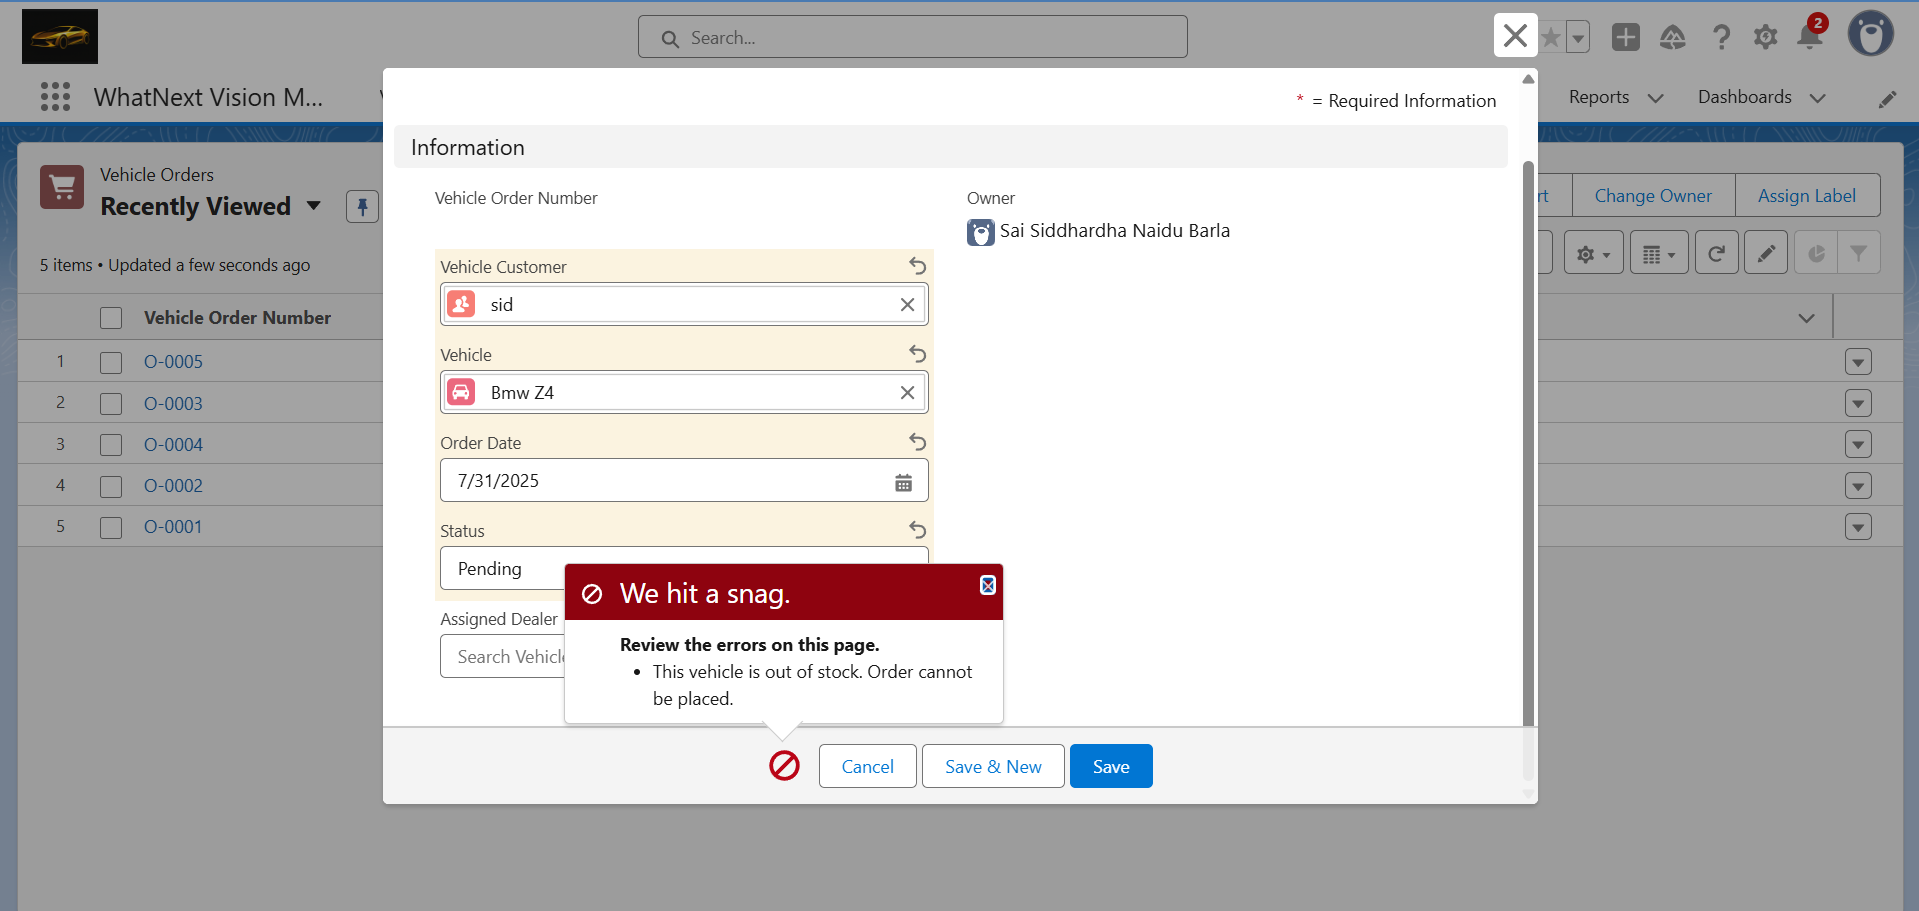 Search...
2
WhatNext Vision M...
Reports
Dashboards
* = Required Information
Information
Vehicle Orders
Recently Viewed
Change Owner
Assign Label
5 items • Updated a few seconds ago
Vehicle Order Number
1 O-0005
2 O-0003
3 O-0004
4 O-0002
5 O-0001
Vehicle Order Number
Owner
Sai Siddhardha Naidu Barla
Vehicle Customer
sid
Vehicle
Bmw Z4
Order Date
7/31/2025
Status
Pending
Assigned Dealer
Search
We hit a snag.
Review the errors on this page.
• This vehicle is out of stock. Order cannot
be placed.
Cancel
Save & New
Save